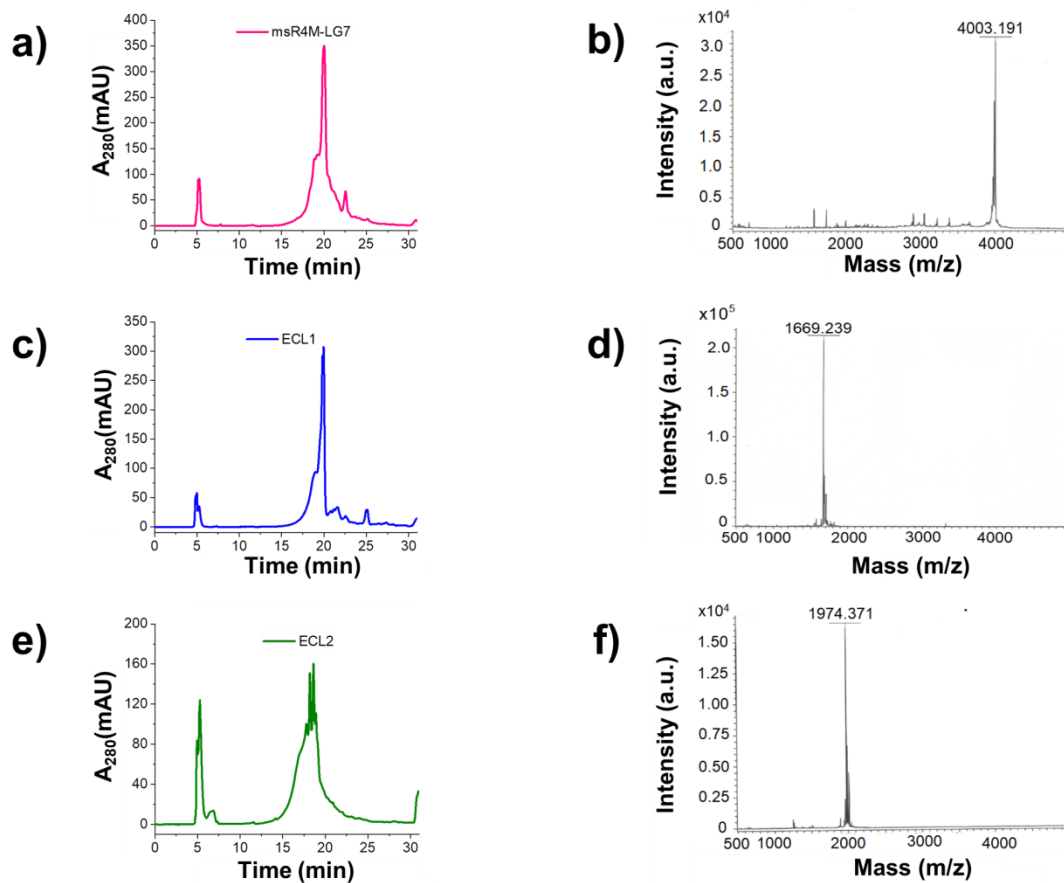 a)
msR4M-LG7
A280(mAU)
400
350
300
250
200
150
100
50
0
0 5 10 15 20 25 30
Time (min)
b)
x10^4
4003.191
Intensity (a.u.)
3.0
2.5
2.0
1.5
1.0
0.5
0
500 1000 2000 3000 4000
Mass (m/z)
c)
ECL1
A280(mAU)
350
300
250
200
150
100
50
0
0 5 10 15 20 25 30
Time (min)
d)
x10^5
1669.239
Intensity (a.u.)
2.0
1.5
1.0
0.5
0
500 1000 2000 3000 4000
Mass (m/z)
e)
ECL2
A280(mAU)
200
160
120
80
40
0
0 5 10 15 20 25 30
Time (min)
f)
x10^4
1974.371
Intensity (a.u.)
1.50
1.25
1.00
0.75
0.50
0.25
0
500 1000 2000 3000 4000
Mass (m/z)